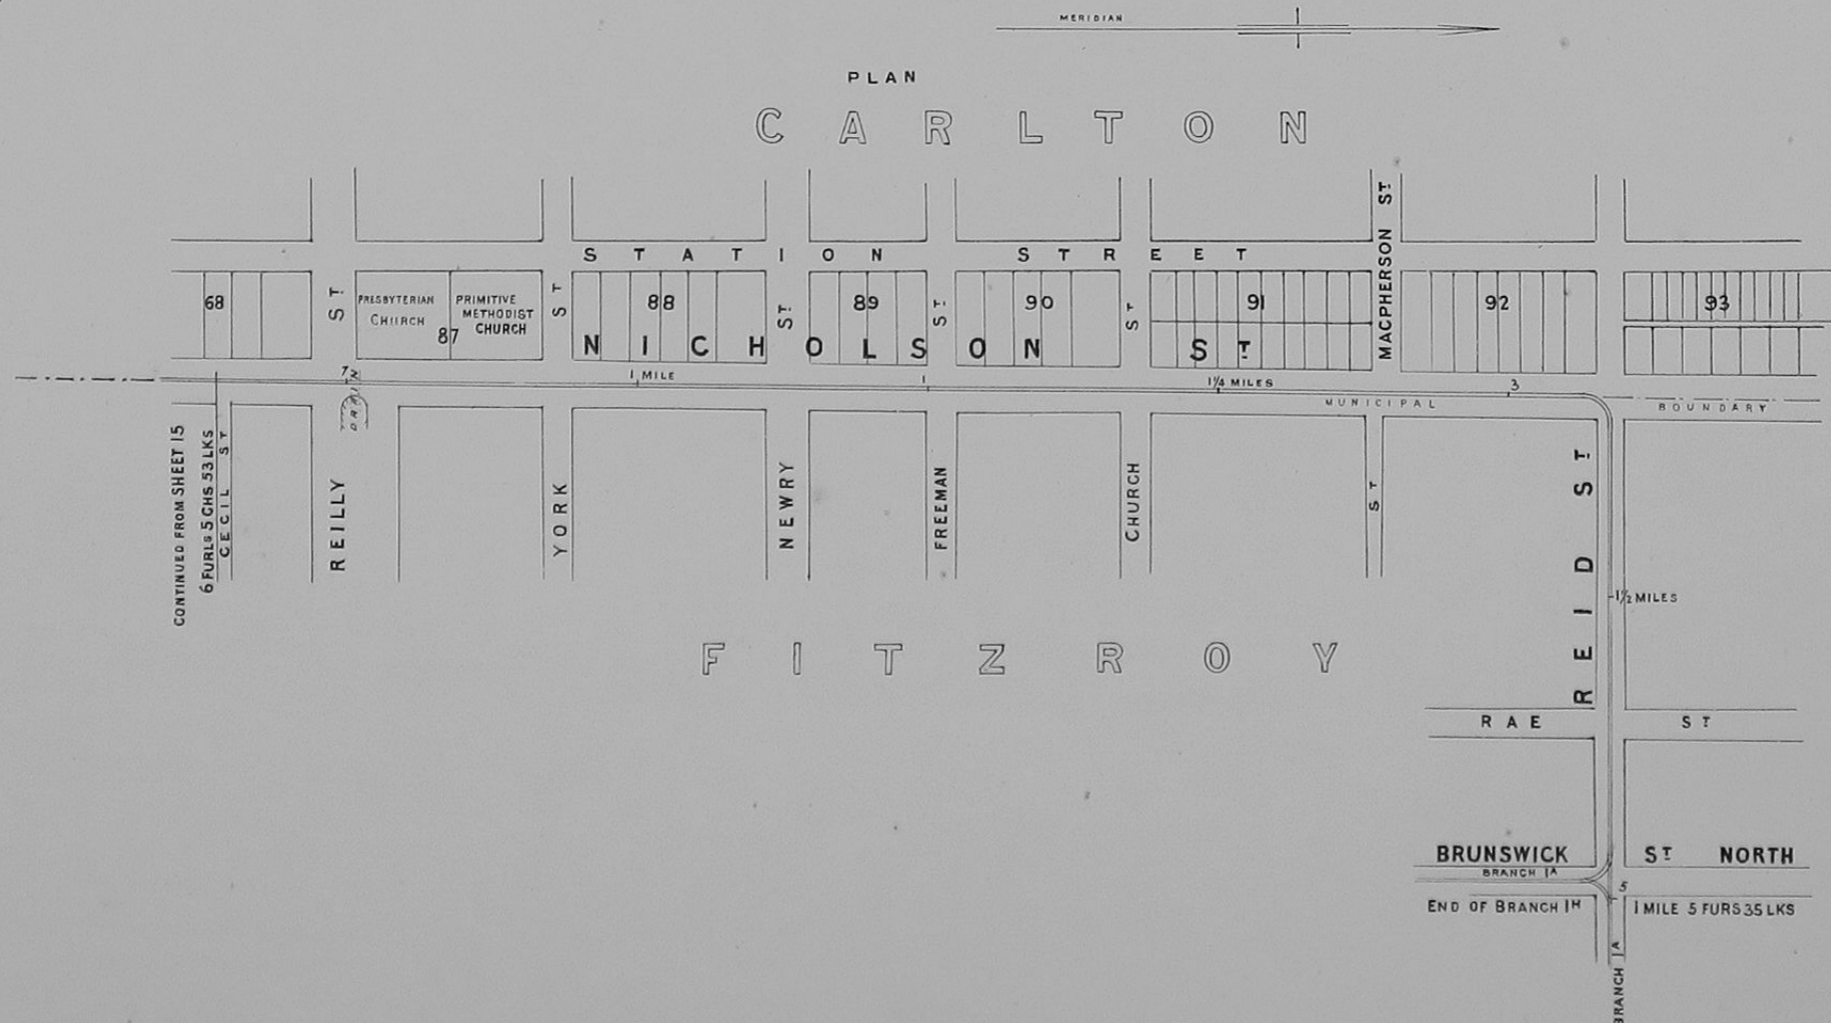 MERIDIAN
PLAN
CARLTON
MACPHERSON ST
STATION STREET
68
ST
PRESBYTERIAN CHURCH
PRIMITIVE METHODIST CHURCH
87
ST
88
ST
89
ST
90
ST
91
92
93
NICHOLSON ST
7
1 MILE
1
1¼ MILES
3
DRAIN
MUNICIPAL BOUNDARY
CONTINUED FROM SHEET 15
6 FURLS 5 CHS 53 LKS
CECIL ST
REILLY
YORK
NEWRY
FREEMAN
CHURCH
ST
REID ST
1½ MILES
FITZROY
RAE ST
BRUNSWICK ST NORTH
BRANCH 1A
5
END OF BRANCH 1H
1 MILE 5 FURS 35 LKS
BRANCH 1A